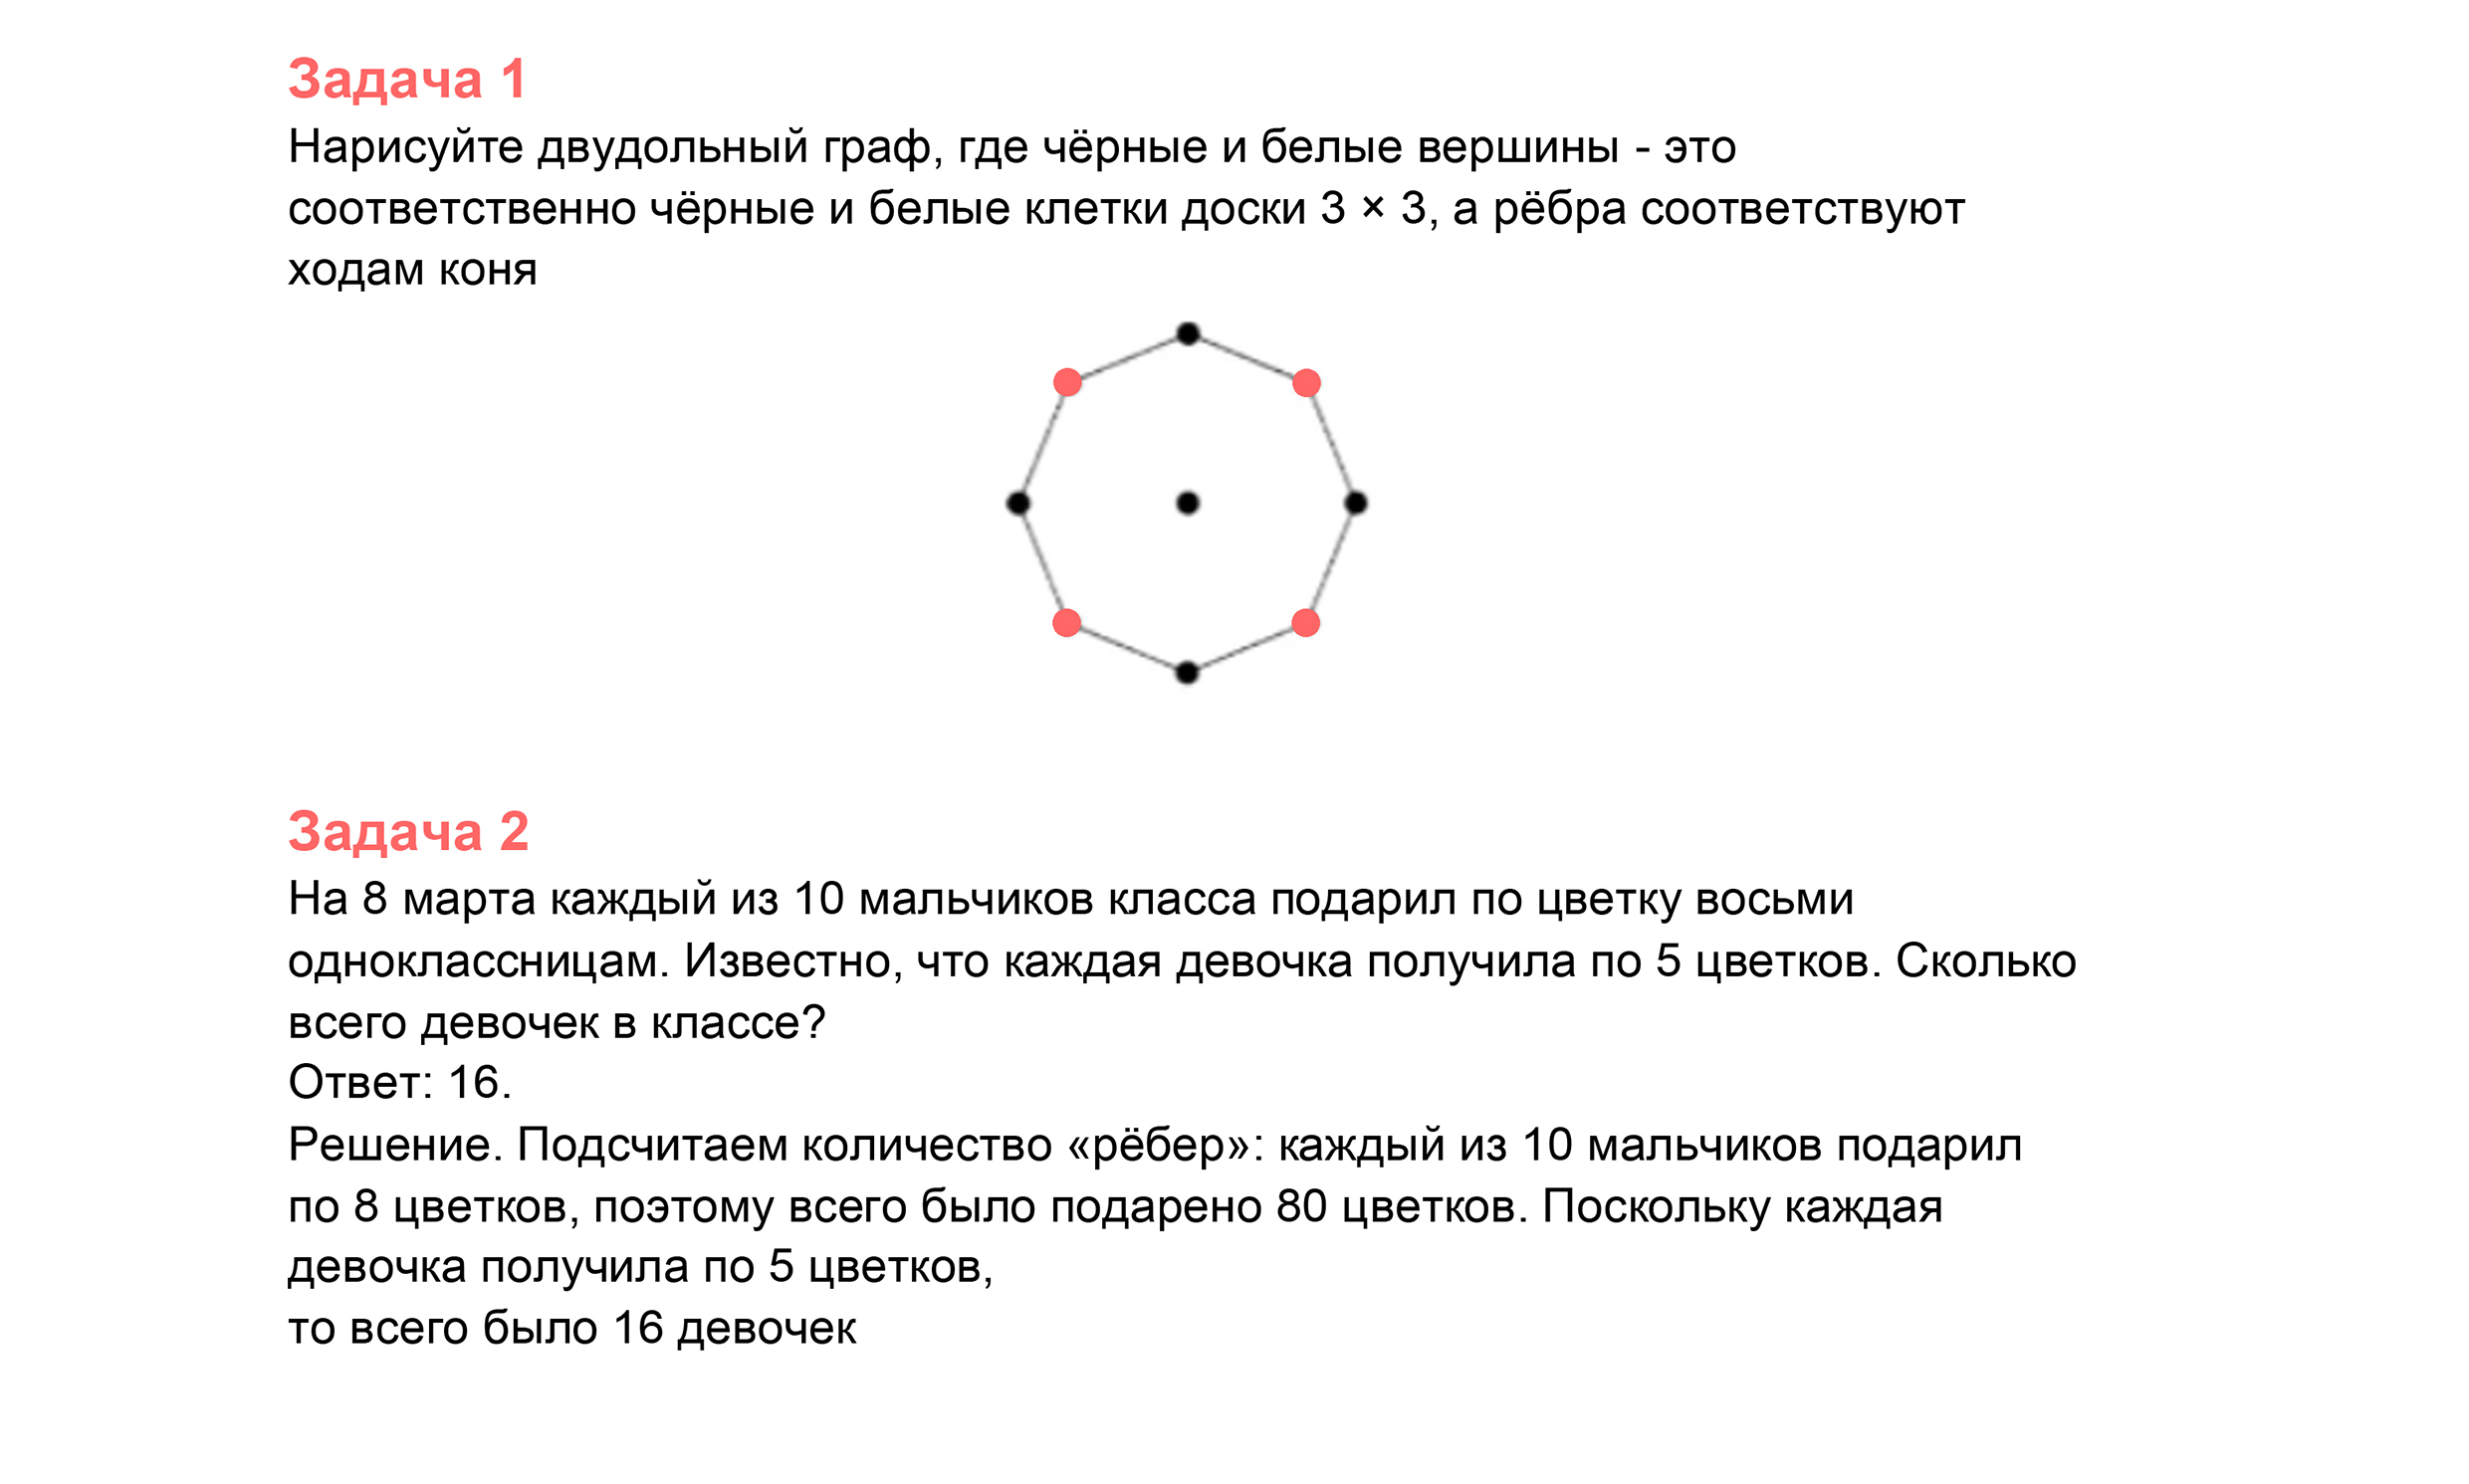 Задача 1
Нарисуйте двудольный граф, где чёрные и белые вершины - это
соответственно чёрные и белые клетки доски 3 × 3, а рёбра соответствуют
ходам коня
Задача 2
На 8 марта каждый из 10 мальчиков класса подарил по цветку восьми
одноклассницам. Известно, что каждая девочка получила по 5 цветков. Сколько
всего девочек в классе?
Ответ: 16.
Решение. Подсчитаем количество «рёбер»: каждый из 10 мальчиков подарил
по 8 цветков, поэтому всего было подарено 80 цветков. Поскольку каждая
девочка получила по 5 цветков,
то всего было 16 девочек